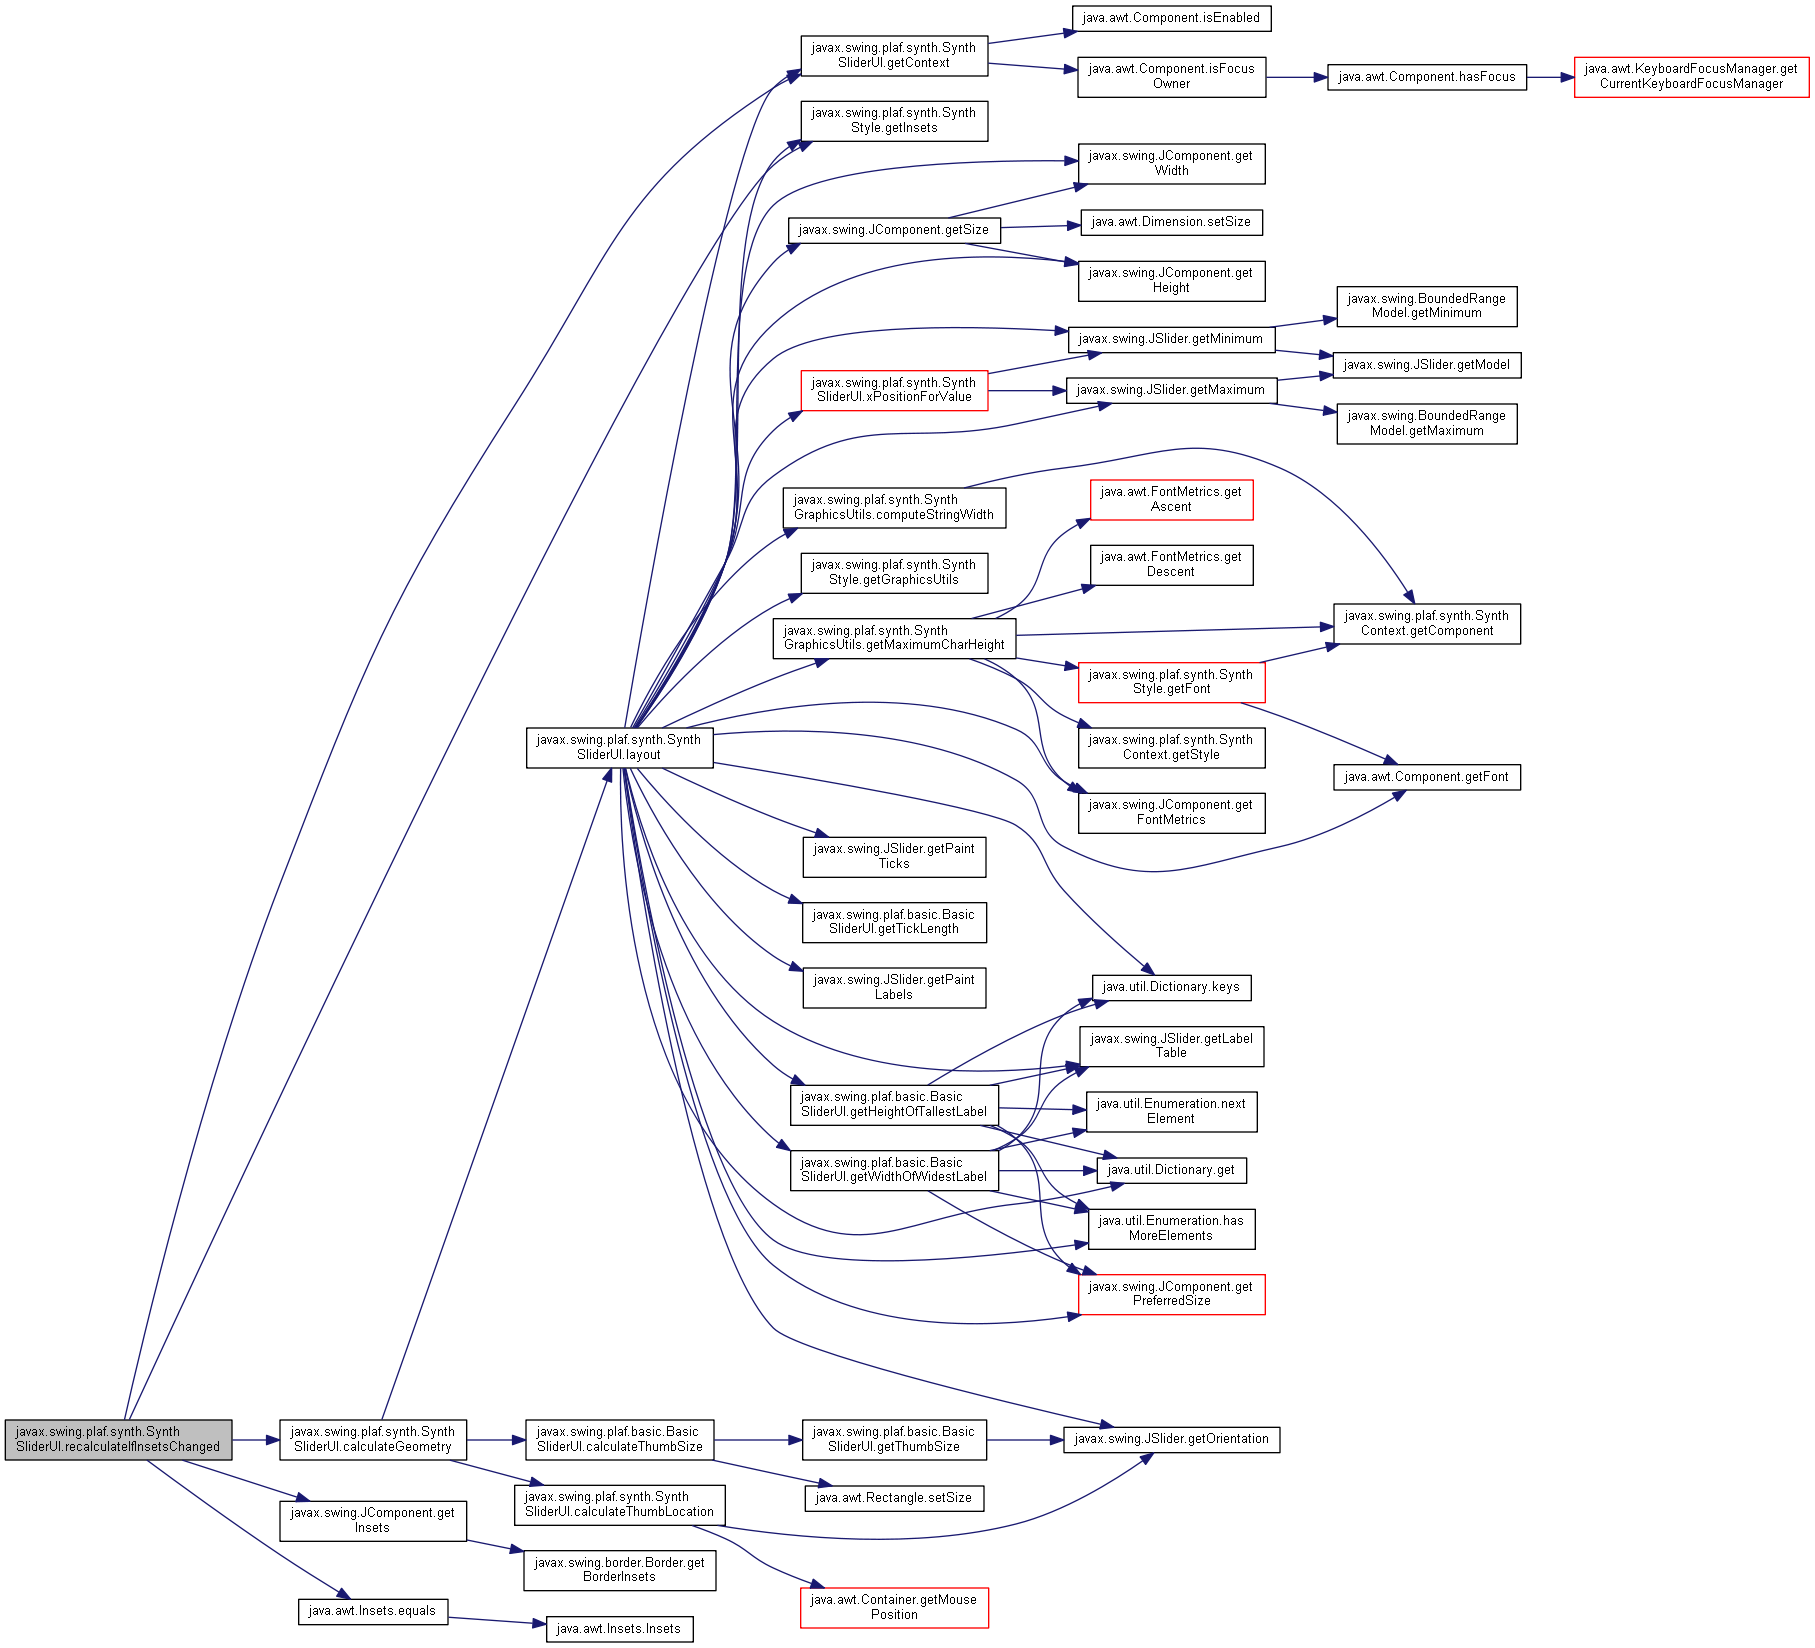 java.awt.Component.isEnabled
javax.swing.plaf.synth.Synth
SliderUI.getContext
java.awt.Component.isFocus
Owner
java.awt.Component.hasFocus
java.awt.KeyboardFocusManager.get
CurrentKeyboardFocusManager
javax.swing.plaf.synth.Synth
Style.getInsets
javax.swing.JComponent.get
Width
javax.swing.JComponent.getSize
java.awt.Dimension.setSize
javax.swing.JComponent.get
Height
javax.swing.BoundedRange
Model.getMinimum
javax.swing.JSlider.getMinimum
javax.swing.JSlider.getModel
javax.swing.plaf.synth.Synth
SliderUI.xPositionForValue
javax.swing.JSlider.getMaximum
javax.swing.BoundedRange
Model.getMaximum
javax.swing.plaf.synth.Synth
GraphicsUtils.computeStringWidth
java.awt.FontMetrics.get
Ascent
javax.swing.plaf.synth.Synth
Style.getGraphicsUtils
java.awt.FontMetrics.get
Descent
javax.swing.plaf.synth.Synth
GraphicsUtils.getMaximumCharHeight
javax.swing.plaf.synth.Synth
Context.getComponent
javax.swing.plaf.synth.Synth
Style.getFont
javax.swing.plaf.synth.Synth
SliderUI.layout
javax.swing.plaf.synth.Synth
Context.getStyle
java.awt.Component.getFont
javax.swing.JComponent.get
FontMetrics
javax.swing.JSlider.getPaint
Ticks
javax.swing.plaf.basic.Basic
SliderUI.getTickLength
javax.swing.JSlider.getPaint
Labels
java.util.Dictionary.keys
javax.swing.JSlider.getLabel
Table
javax.swing.plaf.basic.Basic
SliderUI.getHeightOfTallestLabel
java.util.Enumeration.next
Element
javax.swing.plaf.basic.Basic
SliderUI.getWidthOfWidestLabel
java.util.Dictionary.get
java.util.Enumeration.has
MoreElements
javax.swing.JComponent.get
PreferredSize
javax.swing.plaf.synth.Synth
SliderUI.recalculateIfInsetsChanged
javax.swing.plaf.synth.Synth
SliderUI.calculateGeometry
javax.swing.plaf.basic.Basic
SliderUI.calculateThumbSize
javax.swing.plaf.basic.Basic
SliderUI.getThumbSize
javax.swing.JSlider.getOrientation
java.awt.Rectangle.setSize
javax.swing.plaf.synth.Synth
SliderUI.calculateThumbLocation
javax.swing.JComponent.get
Insets
javax.swing.border.Border.get
BorderInsets
java.awt.Container.getMouse
Position
java.awt.Insets.equals
java.awt.Insets.Insets